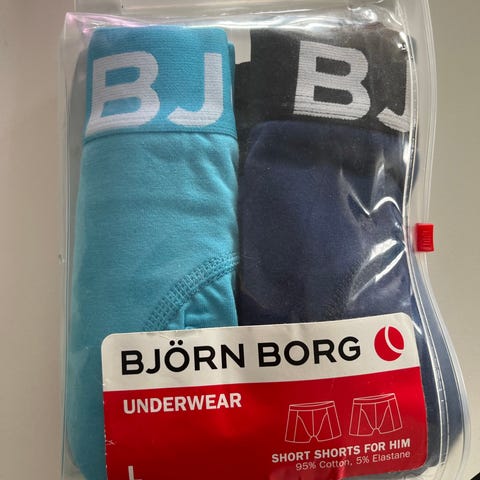 BJ
BJ
BJÖRN BORG
UNDERWEAR
SHORT SHORTS FOR HIM
95% Cotton, 5% Elastane
L